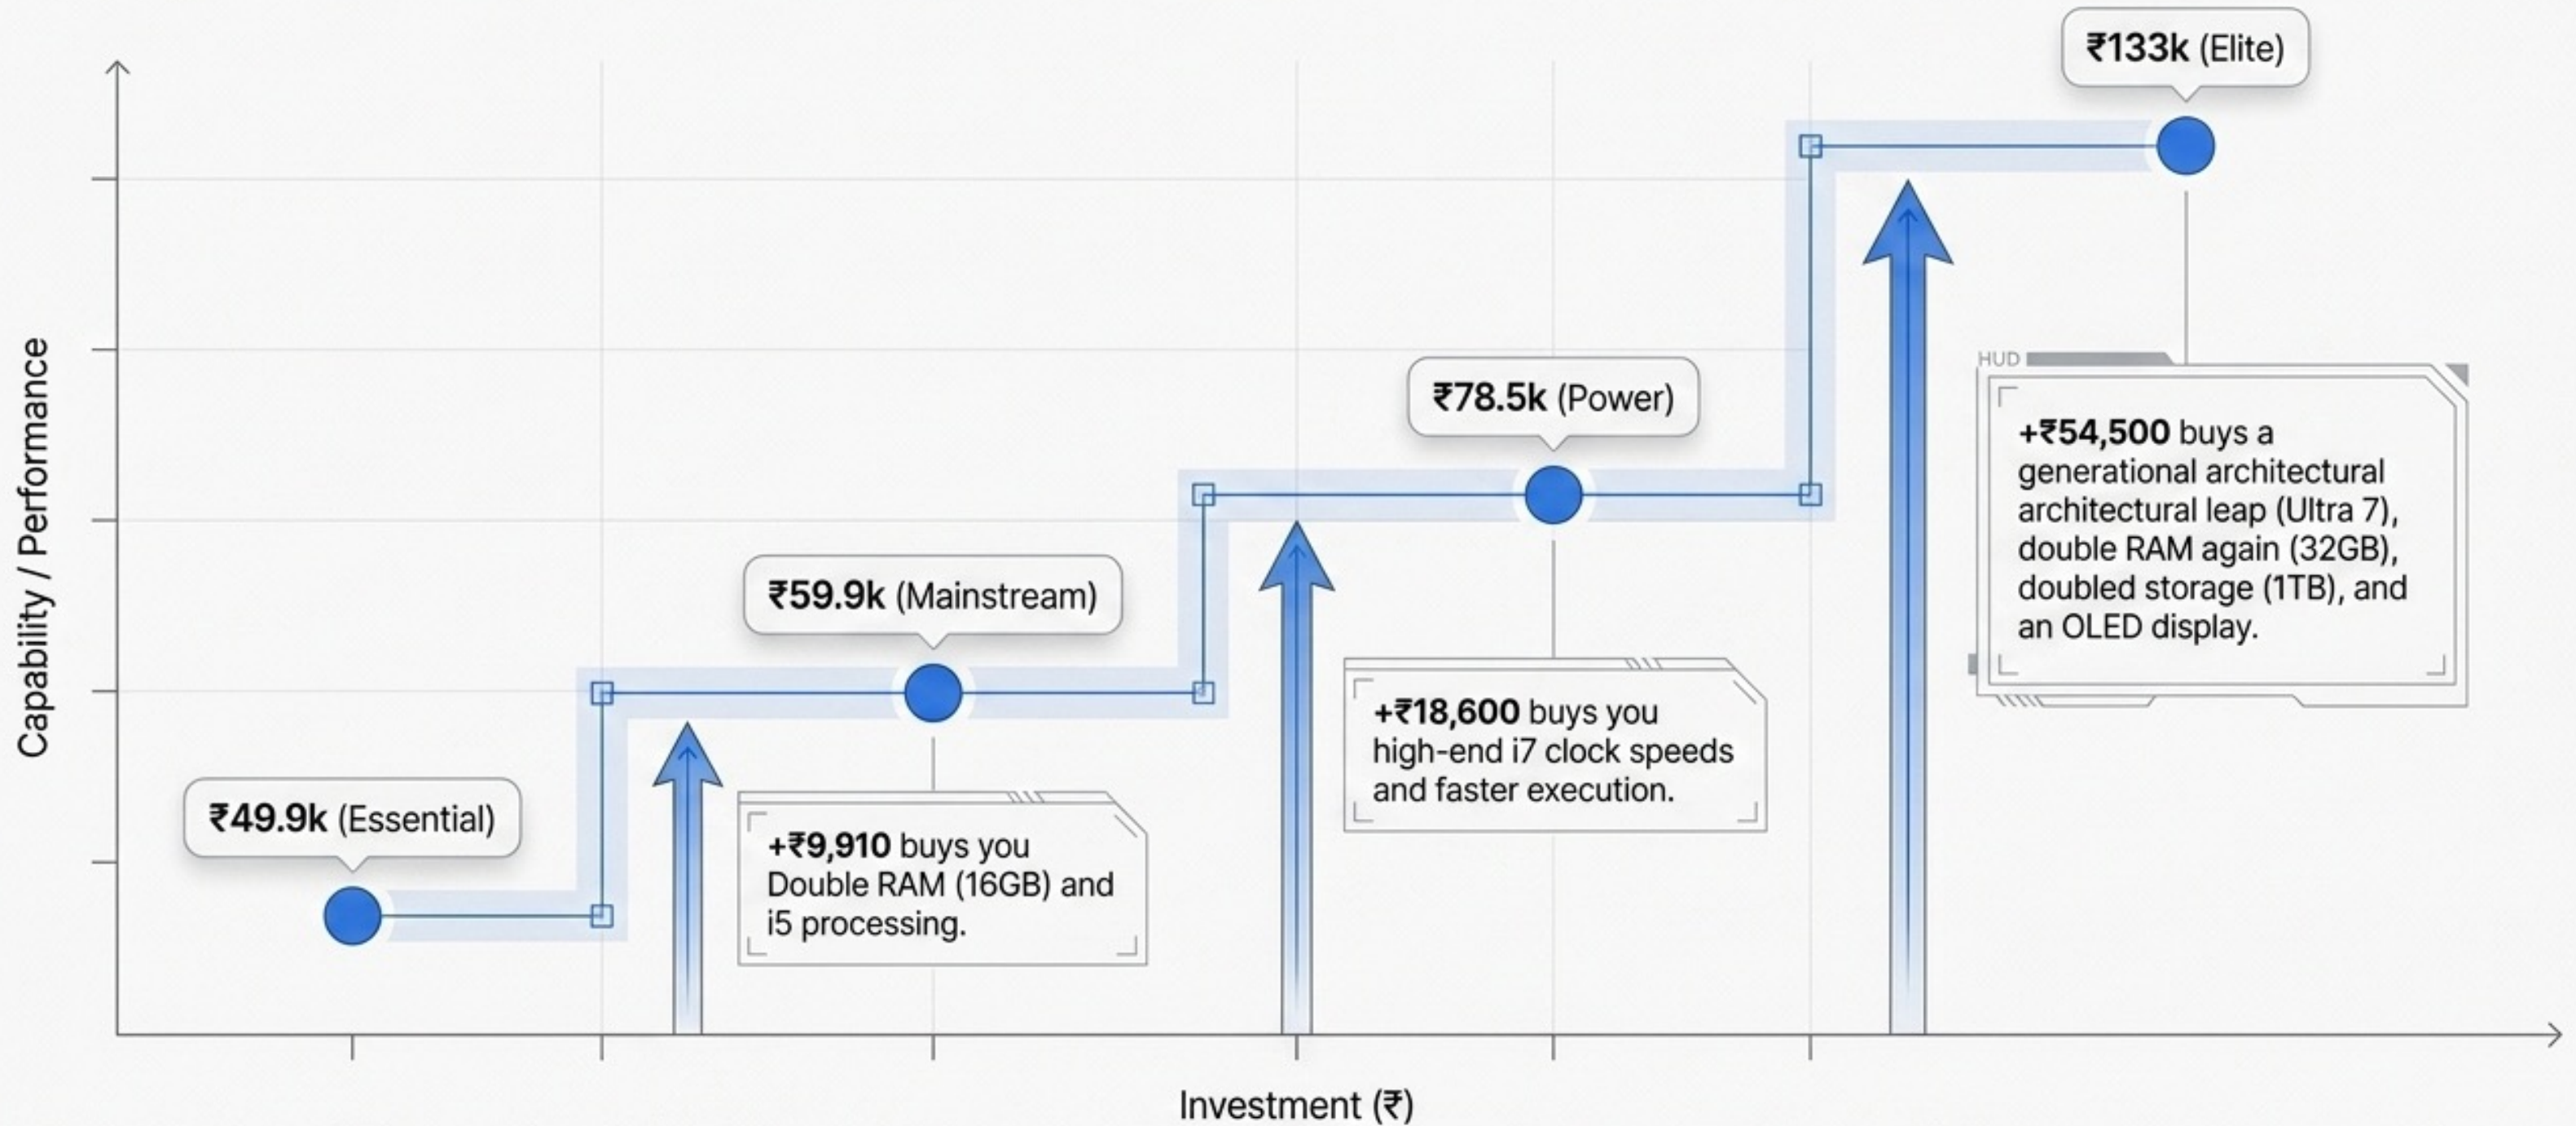 ₹133k (Elite)
₹78.5k (Power)
₹59.9k (Mainstream)
₹49.9k (Essential)
HUD
+₹54,500 buys a
generational architectural
architectural leap (Ultra 7),
double RAM again (32GB),
doubled storage (1TB), and
an OLED display.
+₹18,600 buys you
high-end i7 clock speeds
and faster execution.
+₹9,910 buys you
Double RAM (16GB) and
i5 processing.
Capability / Performance
Investment (₹)